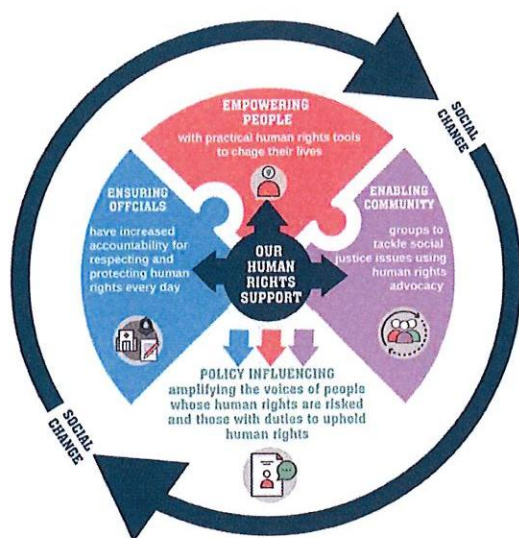 EMPOWERING
PEOPLE
with practical human rights tools
to chage their lives
SOCIAL
CHANGE
ENSURING
OFFCIALS
have increased
accountability for
respecting and
protecting human
rights every day
OUR
HUMAN
RIGHTS
SUPPORT
ENABLING
COMMUNITY
groups to
tackle social
justice issues using
human rights
advocacy
POLICY INFLUENCING
amplifying the voices of people
whose human rights are risked
and those with duties to uphold
human rights
SOCIAL
CHANGE